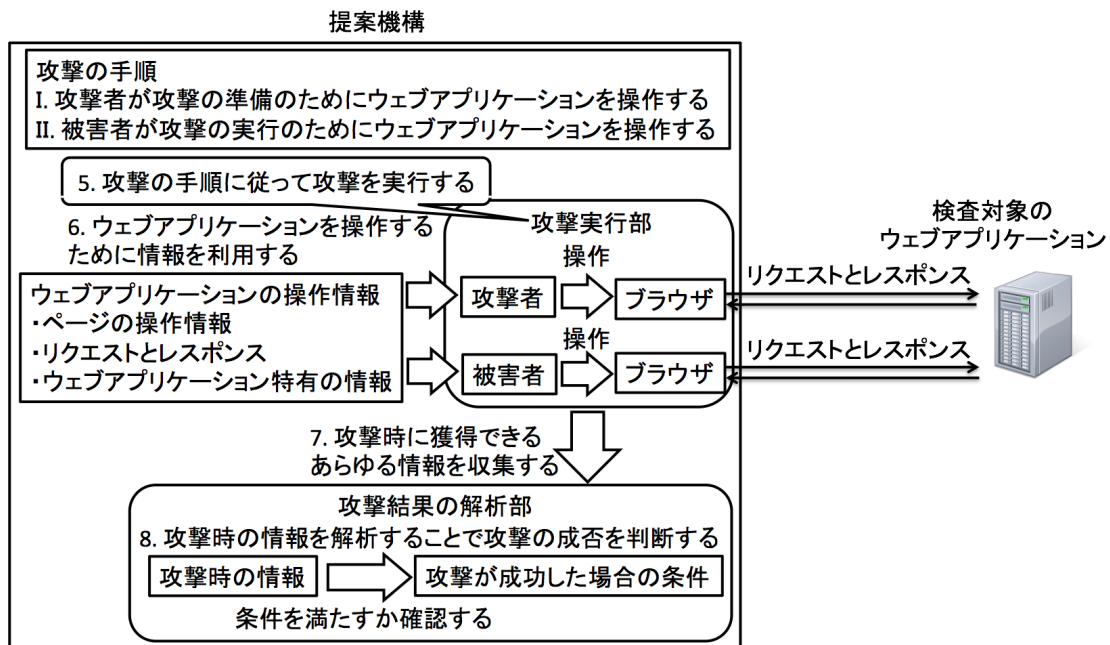 提案機構
攻撃の手順
I. 攻撃者が攻撃の準備のためにウェブアプリケーションを操作する
II. 被害者が攻撃の実行のためにウェブアプリケーションを操作する
5. 攻撃の手順に従って攻撃を実行する
6. ウェブアプリケーションを操作する
ために情報を利用する
ウェブアプリケーションの操作情報
・ページの操作情報
・リクエストとレスポンス
・ウェブアプリケーション特有の情報
攻撃実行部
操作
攻撃者
ブラウザ
操作
被害者
ブラウザ
リクエストとレスポンス
リクエストとレスポンス
検査対象の
ウェブアプリケーション
7. 攻撃時に獲得できる
あらゆる情報を収集する
攻撃結果の解析部
8. 攻撃時の情報を解析することで攻撃の成否を判断する
攻撃時の情報
攻撃が成功した場合の条件
条件を満たすか確認する